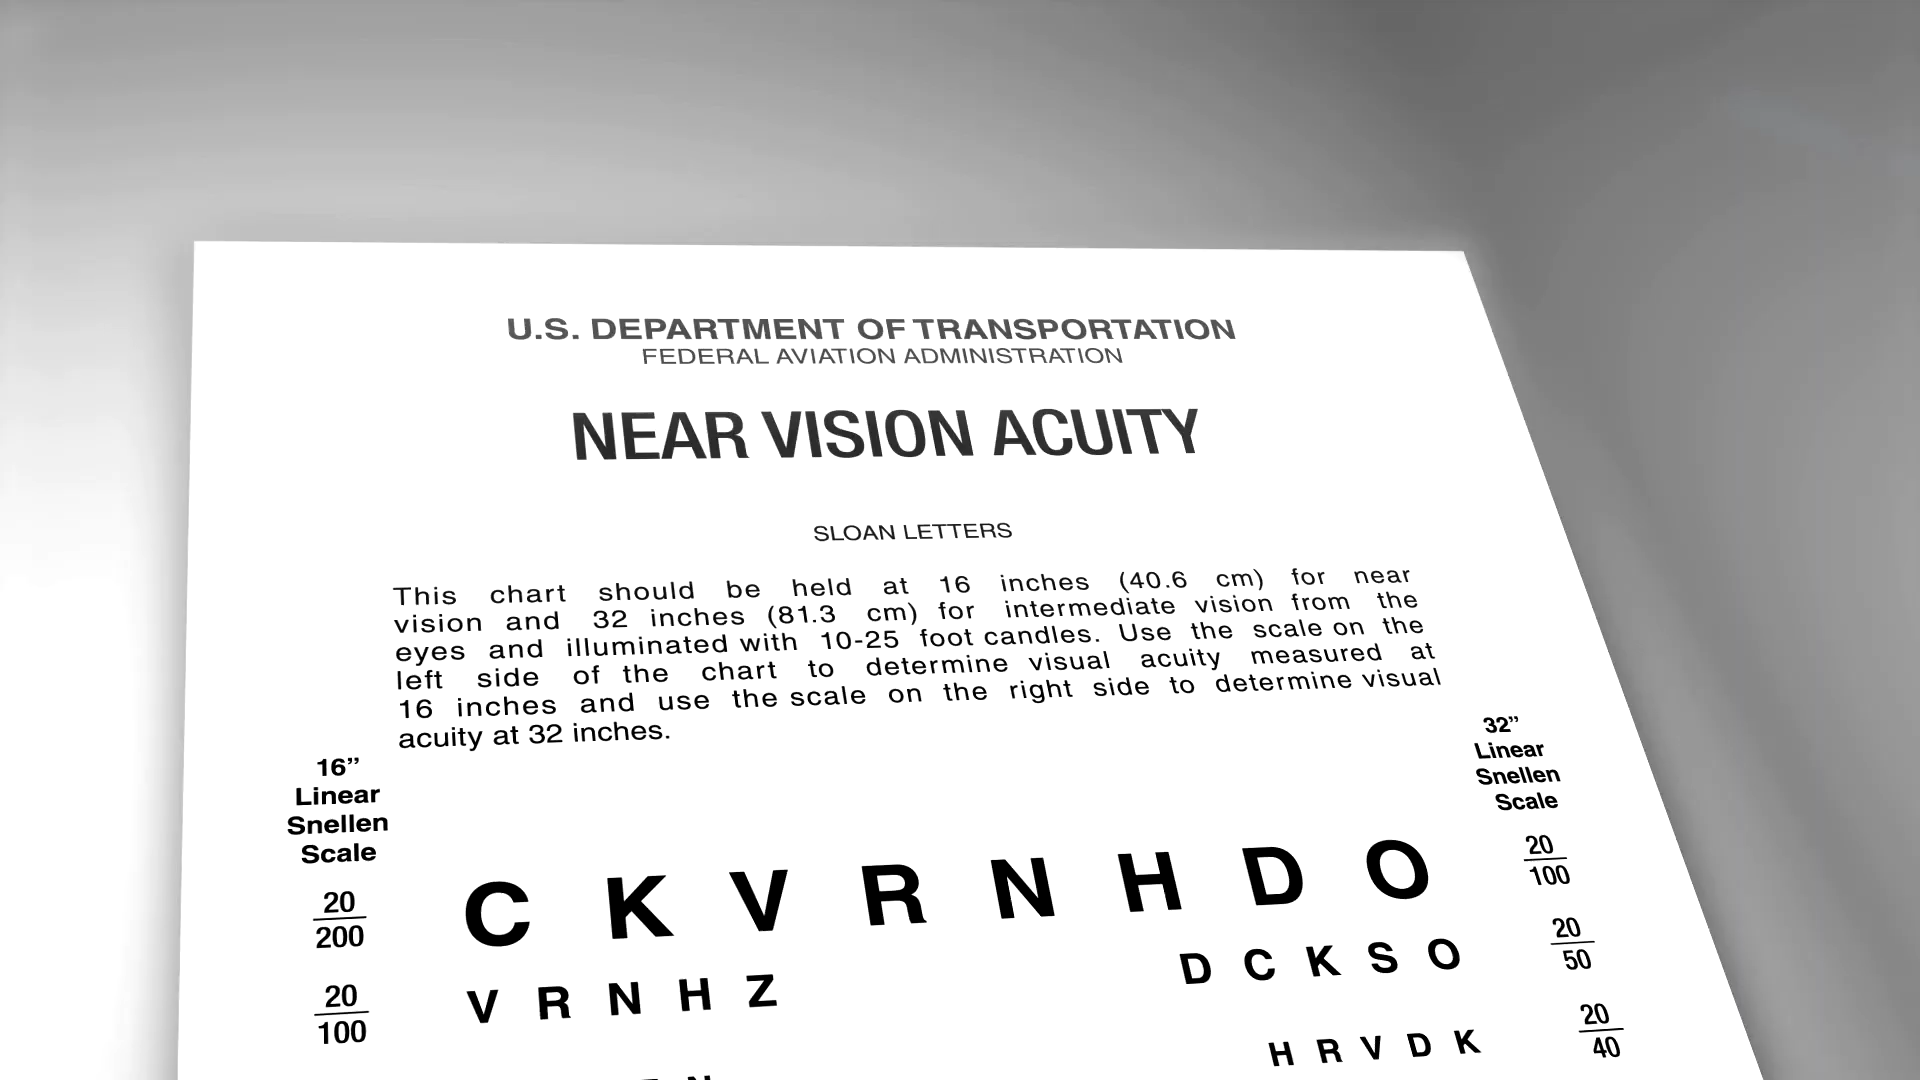 U.S. DEPARTMENT OF TRANSPORTATION
FEDERAL AVIATION ADMINISTRATION
NEAR VISION ACUITY
SLOAN LETTERS
This chart should be held at 16 inches (40.6 cm) for near
vision and 32 inches (81.3 cm) for intermediate vision from the
eyes and illuminated with 10-25 foot candles. Use the scale on the
left side of the chart to determine visual acuity measured at
16 inches and use the scale on the right side to determine visual
acuity at 32 inches.
16”
Linear
Snellen
Scale
32”
Linear
Snellen
Scale
20
200
C K V R N H D O
20
100
20
100
V R N H Z
D C K S O
20
50
H R V D K
20
40